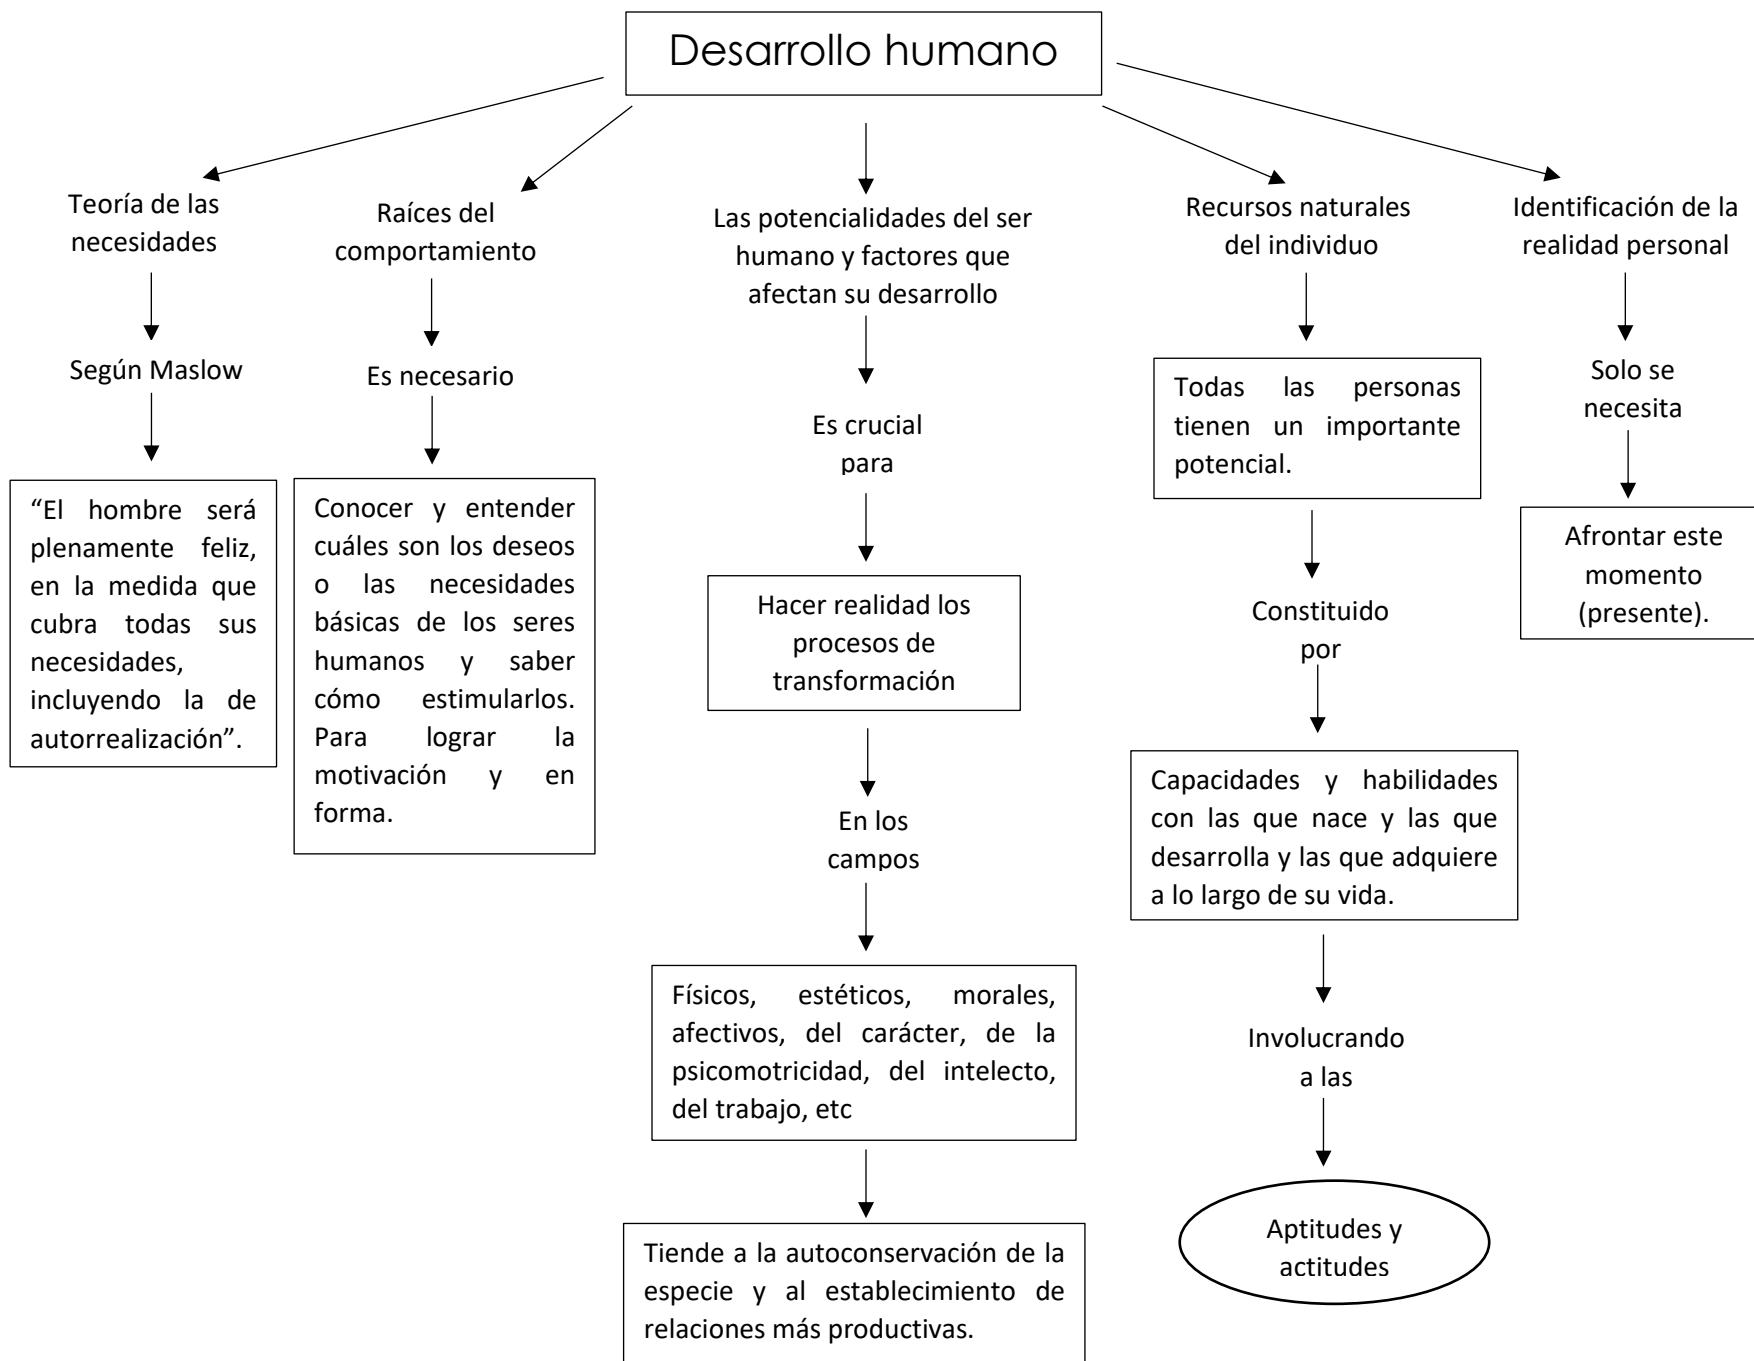 Desarrollo humano
Teoría de las
necesidades
Según Maslow
“El hombre será
plenamente feliz,
en la medida que
cubra todas sus
necesidades,
incluyendo la de
autorrealización”.
Raíces del
comportamiento
Es necesario
Conocer y entender
cuáles son los deseos
o las necesidades
básicas de los seres
humanos y saber
cómo estimularlos.
Para lograr la
motivación y en
forma.
Las potencialidades del ser
humano y factores que
afectan su desarrollo
Es crucial
para
Hacer realidad los
procesos de
transformación
En los
campos
Físicos, estéticos, morales,
afectivos, del carácter, de la
psicomotricidad, del intelecto,
del trabajo, etc
Tiende a la autoconservación de la
especie y al establecimiento de
relaciones más productivas.
Recursos naturales
del individuo
Todas las personas
tienen un importante
potencial.
Constituido
por
Capacidades y habilidades
con las que nace y las que
desarrolla y las que adquiere
a lo largo de su vida.
Involucrando
a las
Aptitudes y
actitudes
Identificación de la
realidad personal
Solo se
necesita
Afrontar este
momento
(presente).